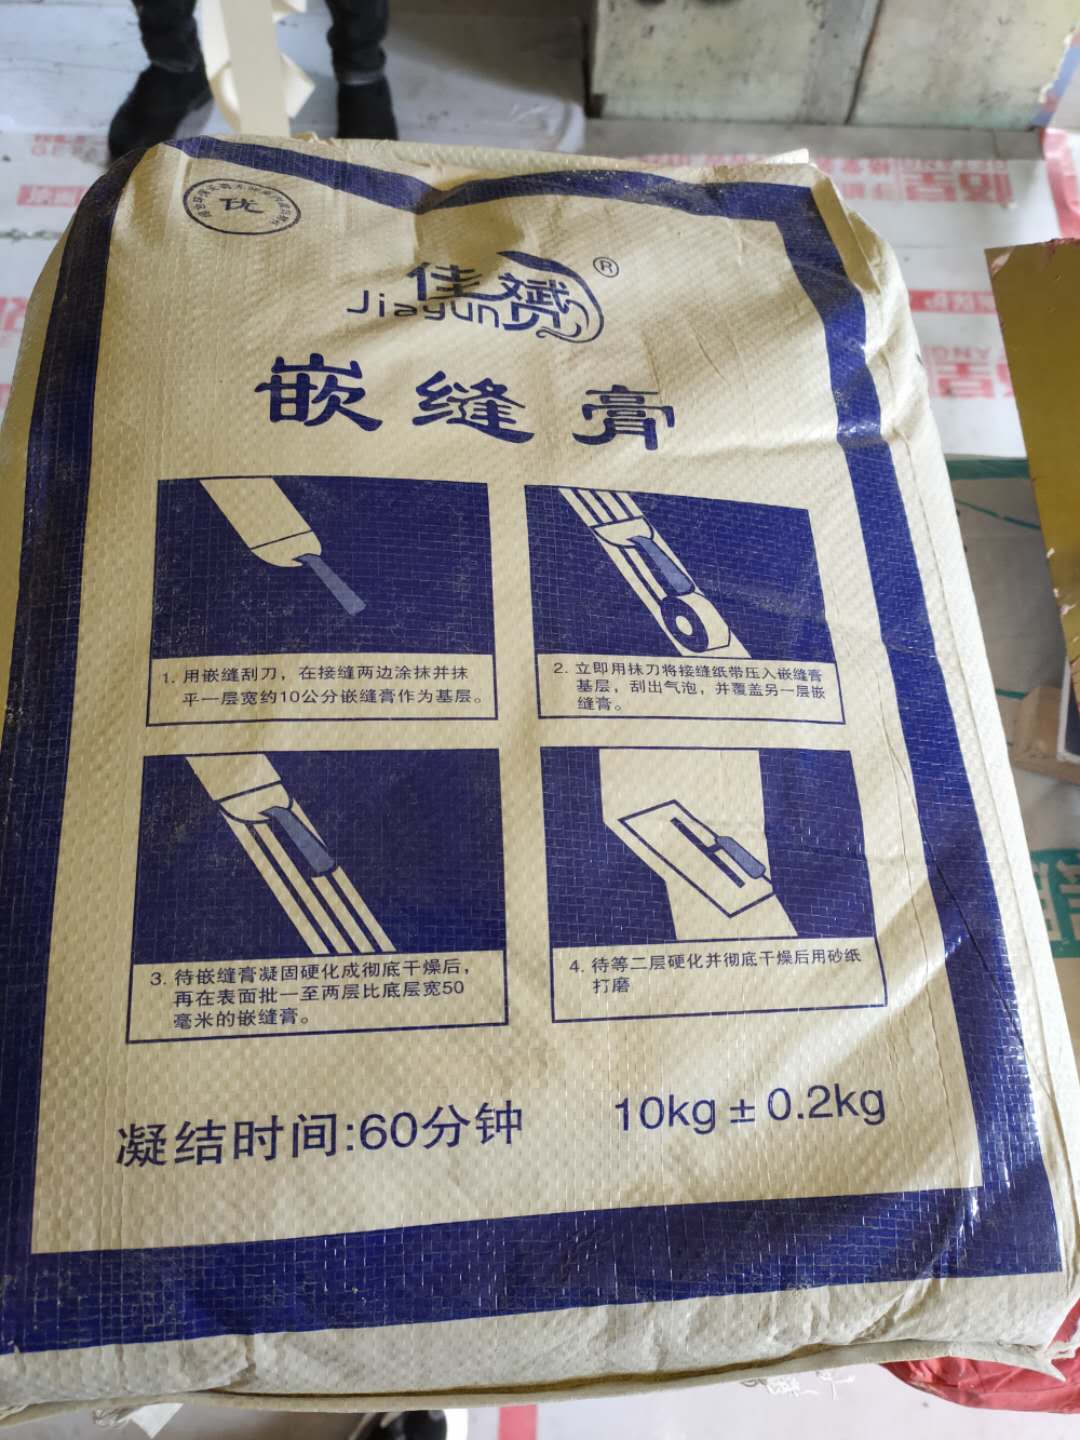 优
佳赟®
Jiayun
嵌缝膏
1. 用嵌缝刮刀，在接缝两边涂抹并抹
平一层宽约10公分嵌缝膏作为基层。
2. 立即用抹刀将接缝纸带压入嵌缝膏
基层，刮出气泡，并覆盖另一层嵌
缝膏。
3. 待嵌缝膏凝固硬化成彻底干燥后，
再在表面批一至两层比底层宽50
毫米的嵌缝膏。
4. 待等二层硬化并彻底干燥后用砂纸
打磨
凝结时间:60分钟
10kg ± 0.2kg